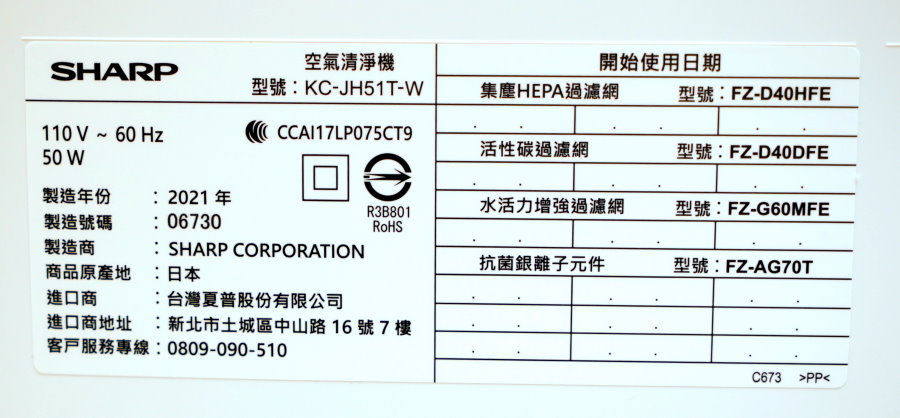 SHARP
空氣清淨機
型號：KC-JH51T-W
110 V ~ 60 Hz
50 W
CCAI17LP075CT9
R3B801
RoHS
製造年份 ：2021 年
製造號碼 ：06730
製造商 ：SHARP CORPORATION
商品原產地 ：日本
進口商 ：台灣夏普股份有限公司
進口商地址 ：新北市土城區中山路 16 號 7 樓
客戶服務專線：0809-090-510
開始使用日期
集塵HEPA過濾網 型號：FZ-D40HFE
活性碳過濾網 型號：FZ-D40DFE
水活力增強過濾網 型號：FZ-G60MFE
抗菌銀離子元件 型號：FZ-AG70T
C673 >PP<